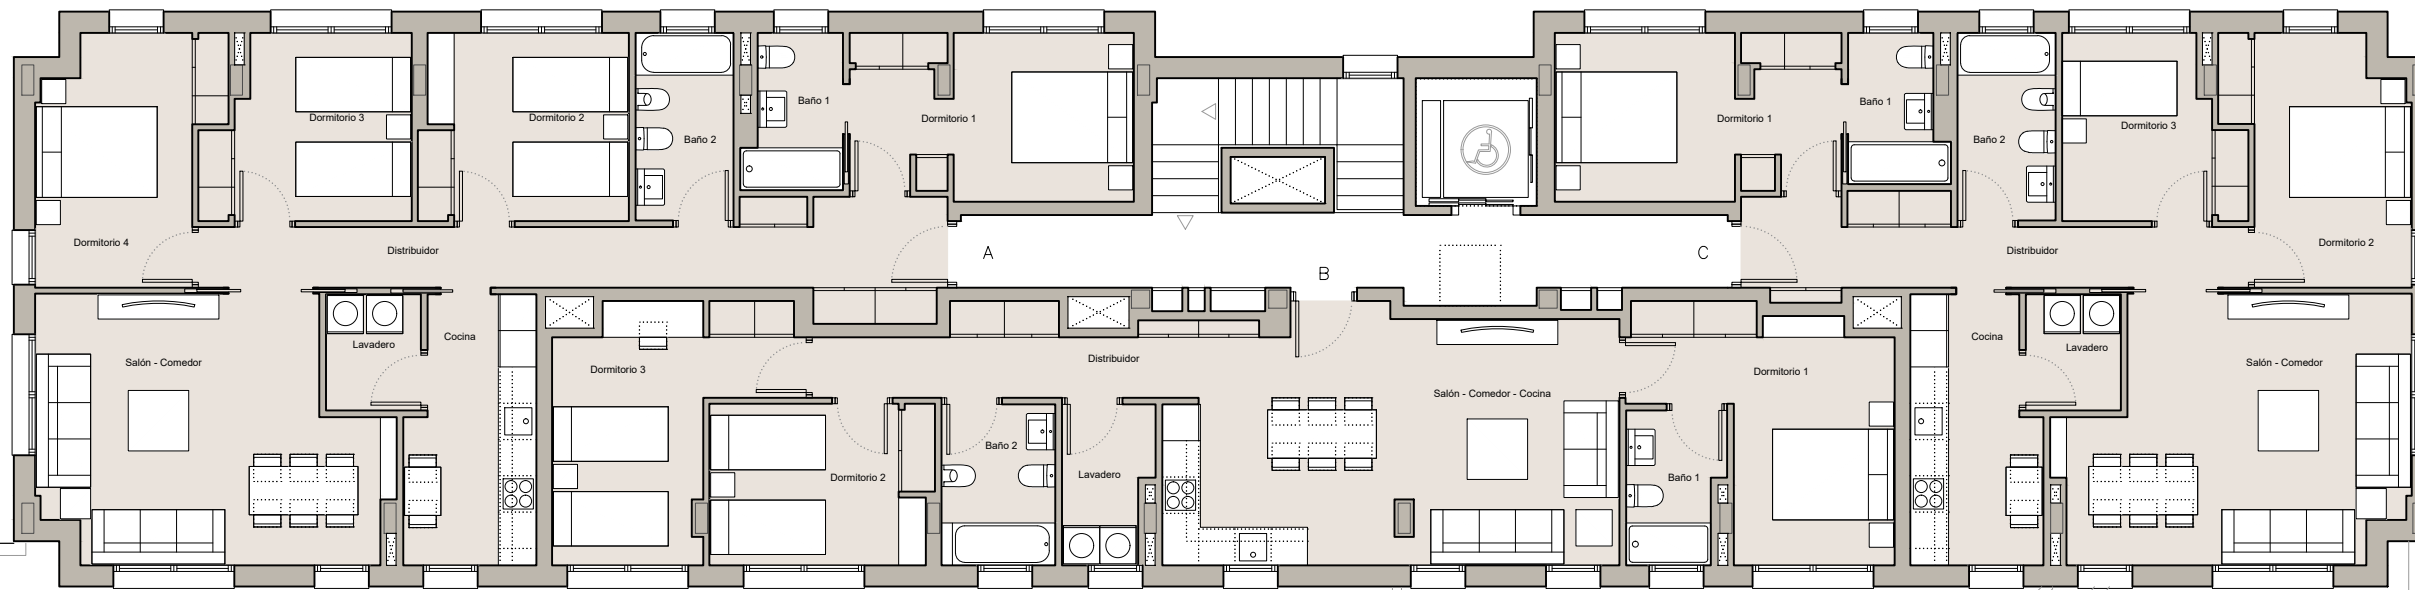 Baño 1
Baño 1
Dormitorio 3
Dormitorio 2
Dormitorio 1
Dormitorio 1
Dormitorio 3
Baño 2
Baño 2
Dormitorio 4
Distribuidor
A
B
C
Distribuidor
Dormitorio 2
Salón - Comedor
Lavadero
Cocina
Dormitorio 3
Distribuidor
Salón - Comedor - Cocina
Dormitorio 1
Cocina
Lavadero
Salón - Comedor
Dormitorio 2
Baño 2
Lavadero
Baño 1